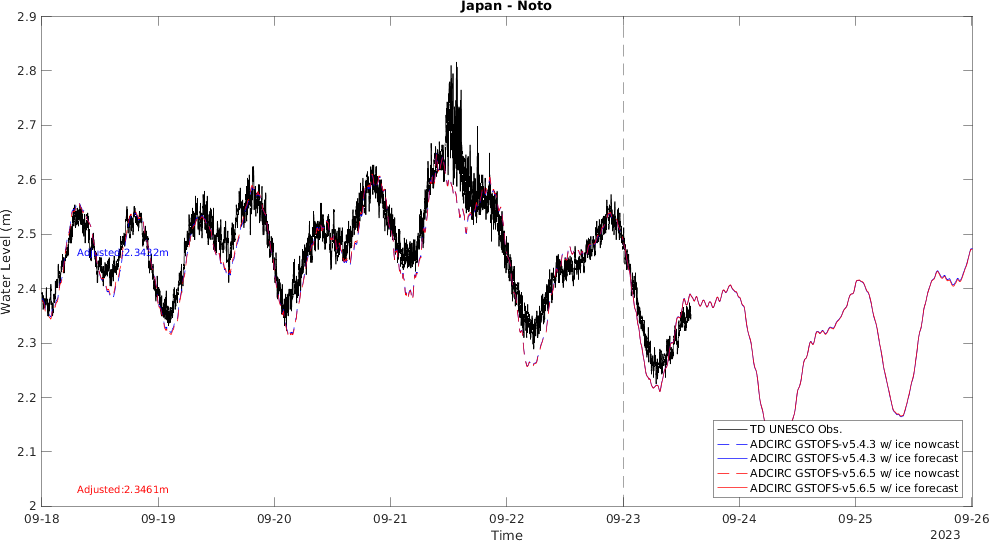 Japan - Noto
2.9
2.8
2.7
2.6
2.5
2.4
2.3
2.2
2.1
2
Water Level (m)
Adjusted:2.3432m
Adjusted:2.3461m
TD UNESCO Obs.
ADCIRC GSTOFS-v5.4.3 w/ ice nowcast
ADCIRC GSTOFS-v5.4.3 w/ ice forecast
ADCIRC GSTOFS-v5.6.5 w/ ice nowcast
ADCIRC GSTOFS-v5.6.5 w/ ice forecast
09-18 09-19 09-20 09-21 09-22 09-23 09-24 09-25 09-26
Time
2023